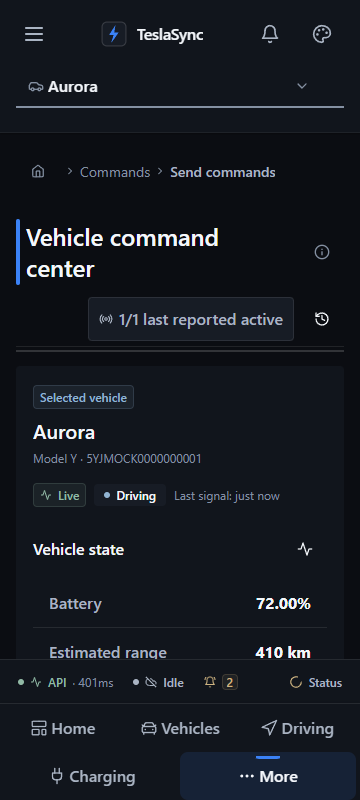 TeslaSync
Aurora
Commands
Send commands
Vehicle command
center
1/1 last reported active
Selected vehicle
Aurora
Model Y · 5YJMOCK0000000001
Live
Driving
Last signal: just now
Vehicle state
Battery 72.00%
Estimated range 410 km
API · 401ms
Idle
2
Status
Home
Vehicles
Driving
Charging
More